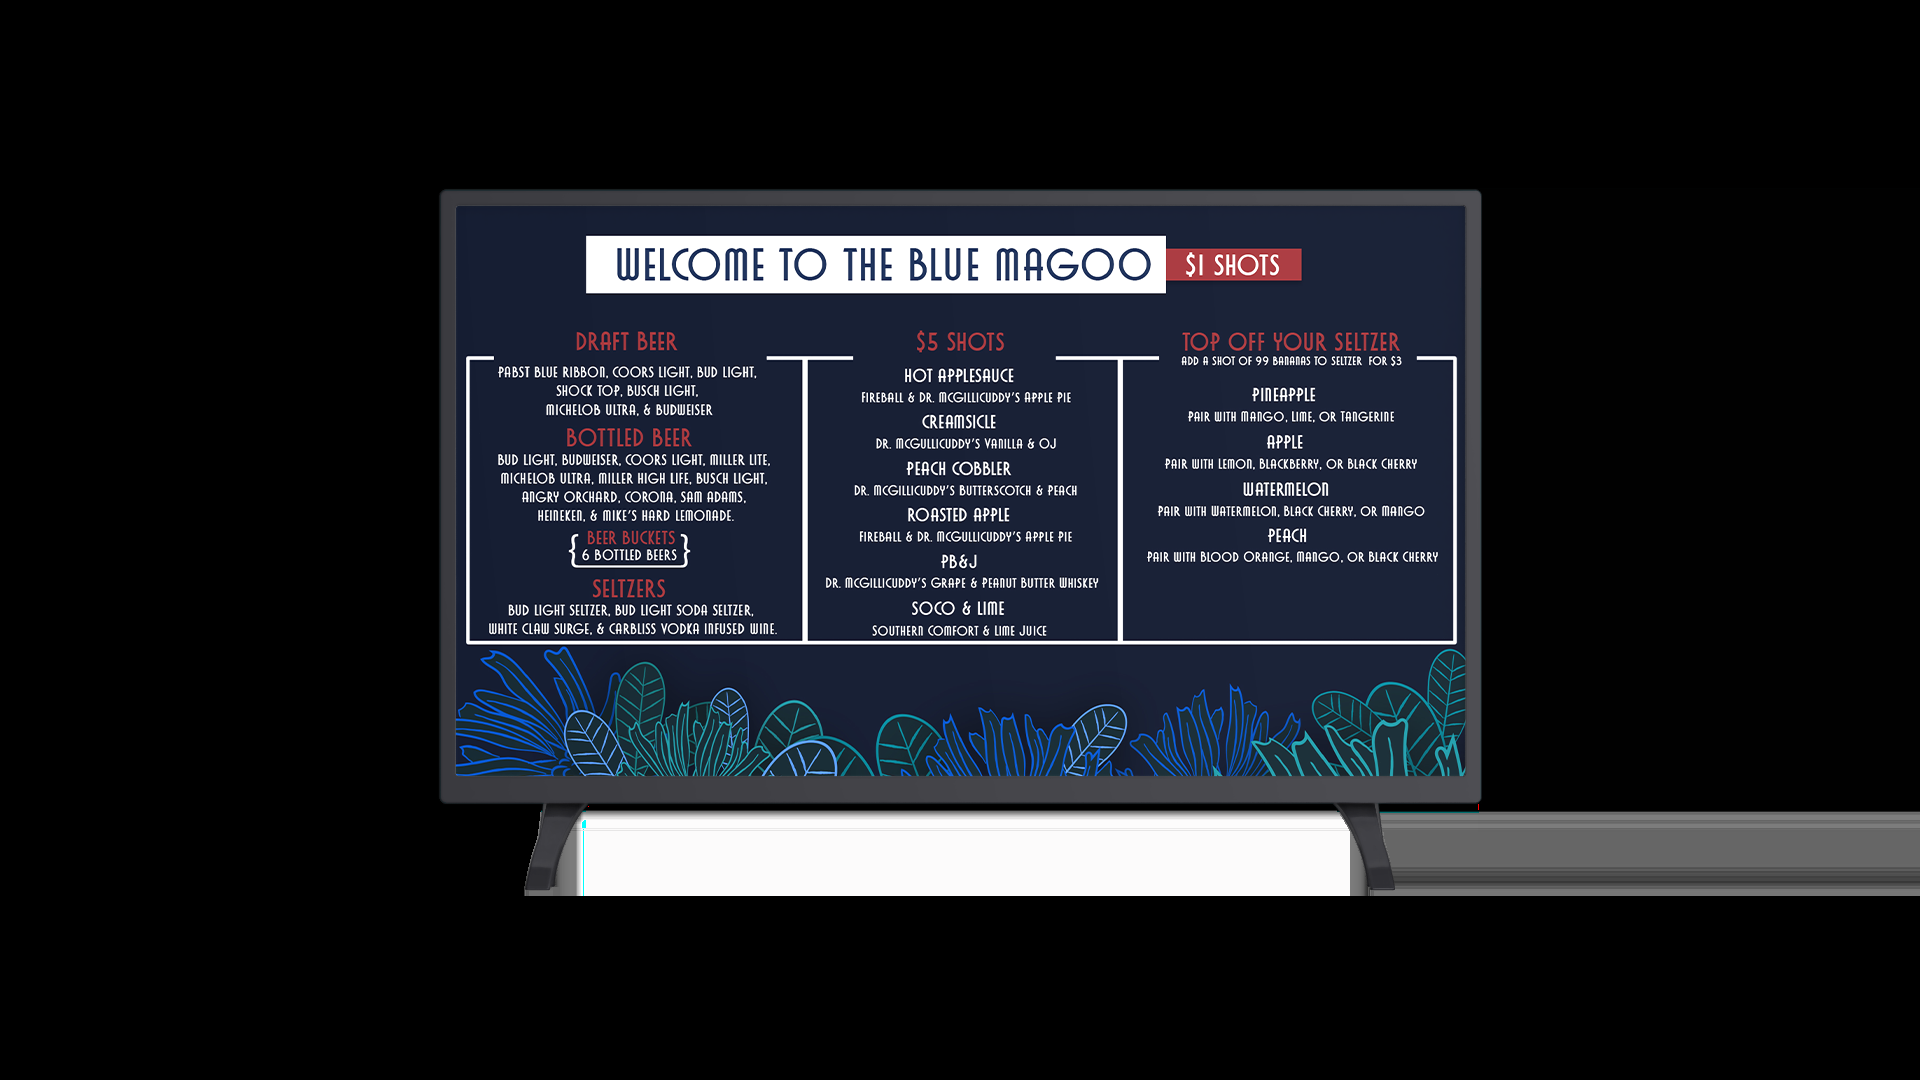 WELCOME TO THE BLUE MAGOO
$1 SHOTS
DRAFT BEER
PABST BLUE RIBBON, COORS LIGHT, BUD LIGHT,
SHOCK TOP, BUSCH LIGHT,
MICHELOB ULTRA, & BUDWEISER
BOTTLED BEER
BUD LIGHT, BUDWEISER, COORS LIGHT, MILLER LITE,
MICHELOB ULTRA, MILLER HIGH LIFE, BUSCH LIGHT,
ANGRY ORCHARD, CORONA, SAM ADAMS,
HEINEKEN, & MIKE'S HARD LEMONADE.
{ BEER BUCKETS }
6 BOTTLED BEERS
SELTZERS
BUD LIGHT SELTZER, BUD LIGHT SODA SELTZER,
WHITE CLAW SURGE, & CARBLISS VODKA INFUSED WINE.
$5 SHOTS
HOT APPLESAUCE
FIREBALL & DR. MCGILLICUDDY'S APPLE PIE
CREAMSICLE
DR. MCGULLICUDDY'S VANILLA & OJ
PEACH COBBLER
DR. MCGILLICUDDY'S BUTTERSCOTCH & PEACH
ROASTED APPLE
FIREBALL & DR. MCGULLICUDDY'S APPLE PIE
PB&J
DR. MCGILLICUDDY'S GRAPE & PEANUT BUTTER WHISKEY
SOCO & LIME
SOUTHERN COMFORT & LIME JUICE
TOP OFF YOUR SELTZER
ADD A SHOT OF 99 BANANAS TO SELTZER FOR $3
PINEAPPLE
PAIR WITH MANGO, LIME, OR TANGERINE
APPLE
PAIR WITH LEMON, BLACKBERRY, OR BLACK CHERRY
WATERMELON
PAIR WITH WATERMELON, BLACK CHERRY, OR MANGO
PEACH
PAIR WITH BLOOD ORANGE, MANGO, OR BLACK CHERRY